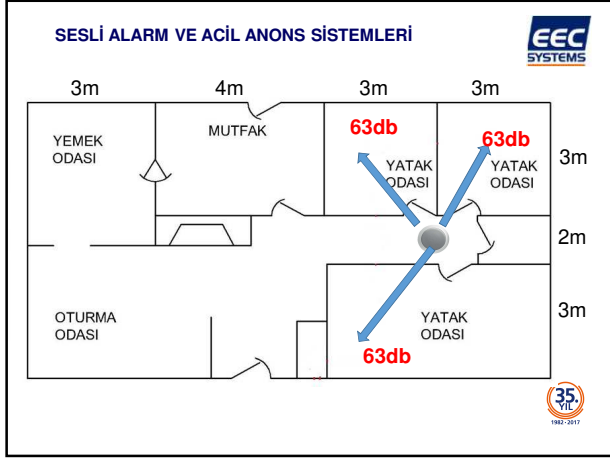 SESLİ ALARM VE ACİL ANONS SİSTEMLERİ
EEC
SYSTEMS
3m 4m 3m 3m
YEMEK
ODASI
MUTFAK
63db
63db
YATAK
ODASI
YATAK
ODASI
3m
2m
3m
OTURMA
ODASI
YATAK
ODASI
63db
35.
YIL
1982-2017